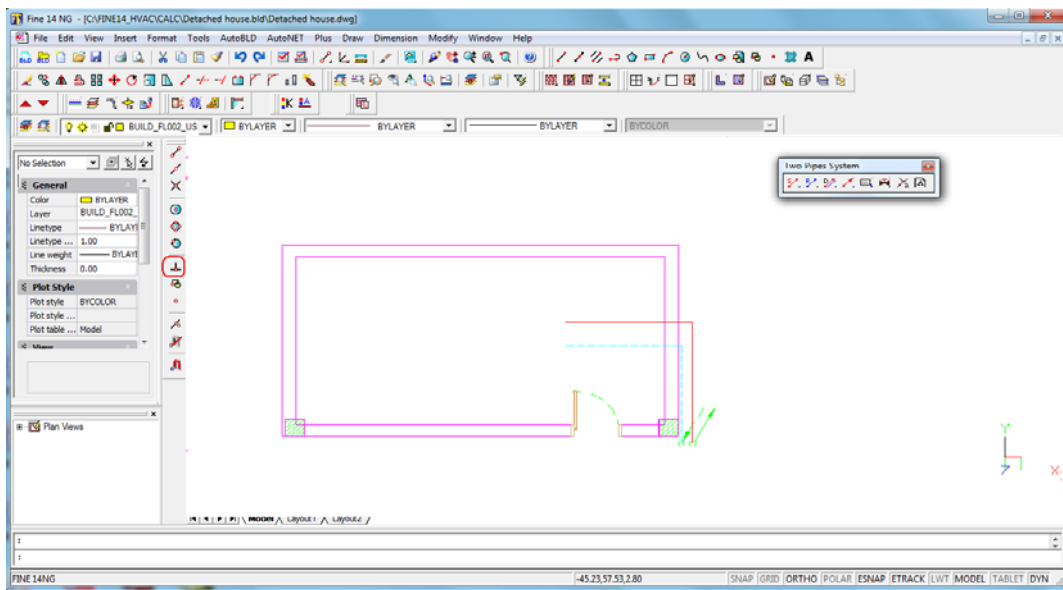 Fine 14 NG - [C:\FINE14_HVAC\CALC\Detached house.bld\Detached house.dwg]
File Edit View Insert Format Tools AutoBLD AutoNET Plus Draw Dimension Modify Window Help
BUILD_FL002_US BYLAYER BYLAYER BYLAYER BYCOLOR
No Selection
General
Color BYLAYER
Layer BUILD_FL002_
Linetype BYLAYE
Linetype ... 1.00
Line weight BYLAYE
Thickness 0.00
Plot Style
Plot style BYCOLOR
Plot style ...
Plot table ... Model
View
Plan Views
Two Pipes System
Y
Z X
Model Layout1 Layout2
:
:
FINE 14NG -45.23,57.53,2.80 SNAP GRID ORTHO POLAR ESNAP ETRACK LWT MODEL TABLET DYN